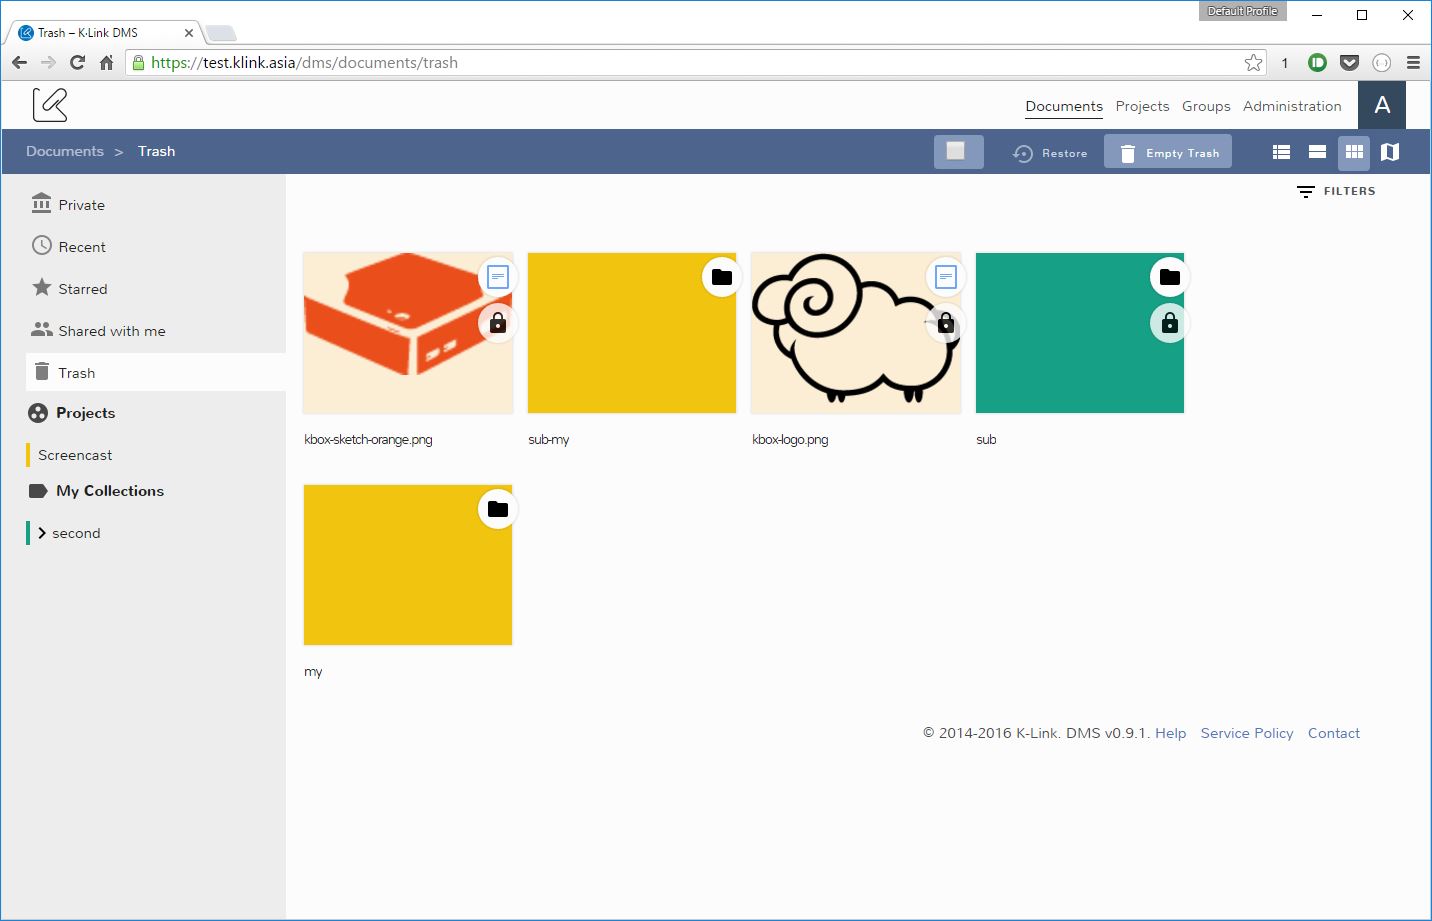 Default Profile
Trash – K-Link DMS
https://test.klink.asia/dms/documents/trash
1
Documents Projects Groups Administration A
Documents > Trash
Restore Empty Trash
FILTERS
Private
Recent
Starred
Shared with me
Trash
Projects
Screencast
My Collections
second
kbox-sketch-orange.png
sub-my
kbox-logo.png
sub
my
© 2014-2016 K-Link. DMS v0.9.1. Help Service Policy Contact